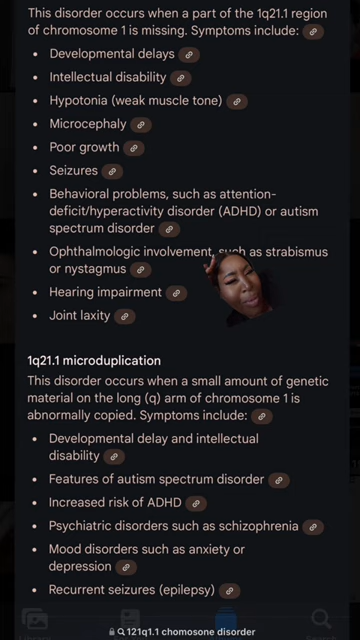 This disorder occurs when a part of the 1q21.1 region
of chromosome 1 is missing. Symptoms include:
• Developmental delays
• Intellectual disability
• Hypotonia (weak muscle tone)
• Microcephaly
• Poor growth
• Seizures
• Behavioral problems, such as attention-
deficit/hyperactivity disorder (ADHD) or autism
spectrum disorder
• Ophthalmologic involvement, such as strabismus
or nystagmus
• Hearing impairment
• Joint laxity
1q21.1 microduplication
This disorder occurs when a small amount of genetic
material on the long (q) arm of chromosome 1 is
abnormally copied. Symptoms include:
• Developmental delay and intellectual
disability
• Features of autism spectrum disorder
• Increased risk of ADHD
• Psychiatric disorders such as schizophrenia
• Mood disorders such as anxiety or
depression
• Recurrent seizures (epilepsy)
121q1.1 chomosone disorder